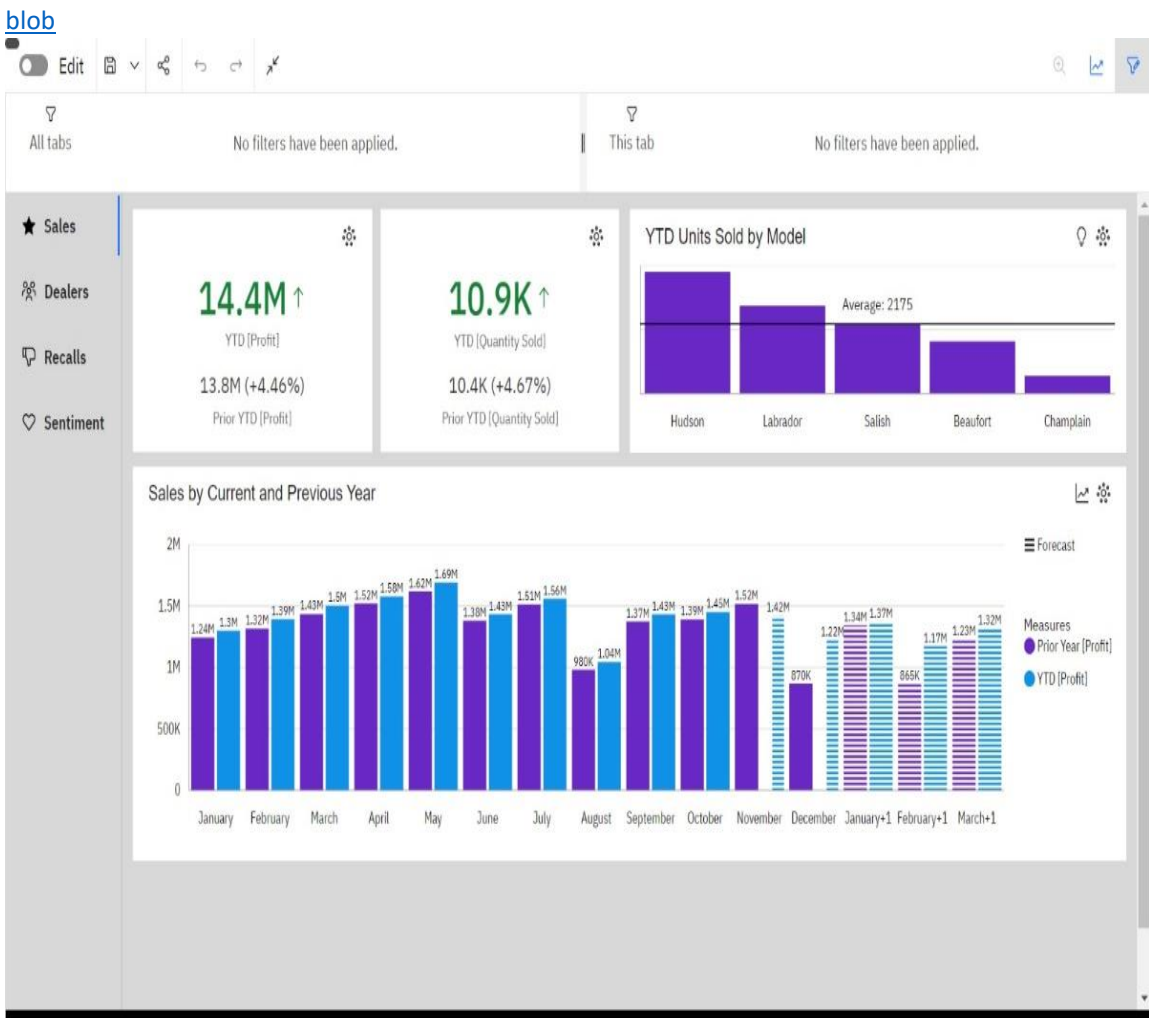 blob
Edit
All tabs
No filters have been applied.
This tab
No filters have been applied.
Sales
Dealers
Recalls
Sentiment
14.4M ↑
YTD [Profit]
13.8M (+4.46%)
Prior YTD [Profit]
10.9K ↑
YTD [Quantity Sold]
10.4K (+4.67%)
Prior YTD [Quantity Sold]
YTD Units Sold by Model
Average: 2175
Hudson Labrador Salish Beaufort Champlain
Sales by Current and Previous Year
2M
1.5M
1M
500K
0
1.24M 1.3M 1.32M 1.39M 1.43M 1.5M 1.52M 1.58M 1.62M 1.69M 1.38M 1.43M 1.51M 1.56M 980K 1.04M 1.37M 1.43M 1.39M 1.45M 1.52M 1.42M 870K 1.22M 1.34M 1.37M 865K 1.17M 1.23M 1.32M
January February March April May June July August September October November December January+1 February+1 March+1
Forecast
Measures
Prior Year [Profit]
YTD [Profit]